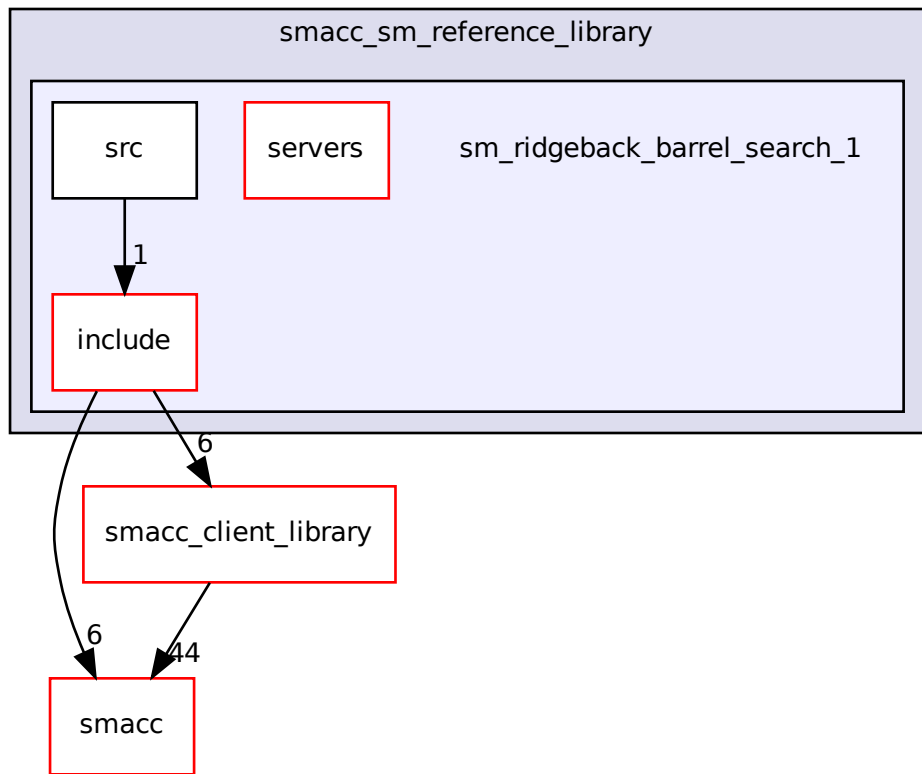 smacc_sm_reference_library
src
servers
sm_ridgeback_barrel_search_1
1
include
6
smacc_client_library
6
44
smacc